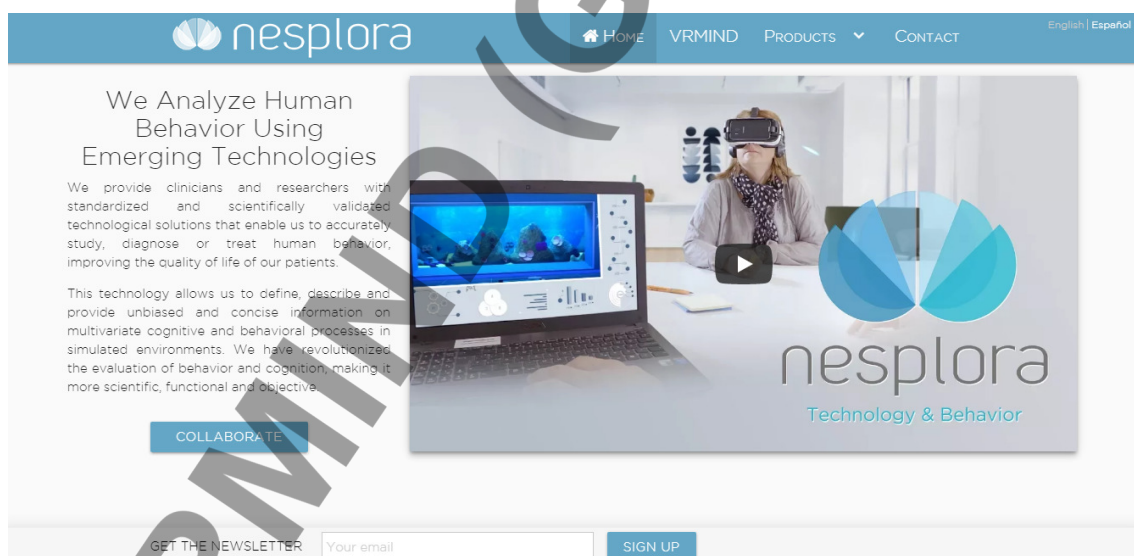 nesplora
Home VRMIND Products Contact
English | Español
We Analyze Human
Behavior Using
Emerging Technologies
We provide clinicians and researchers with
standardized and scientifically validated
technological solutions that enable us to accurately
study, diagnose or treat human behavior,
improving the quality of life of our patients.
This technology allows us to define, describe and
provide unbiased and concise information on
multivariate cognitive and behavioral processes in
simulated environments. We have revolutionized
the evaluation of behavior and cognition, making it
more scientific, functional and objective.
COLLABORATE
nesplora
Technology & Behavior
GET THE NEWSLETTER Your email SIGN UP
RMIND (G